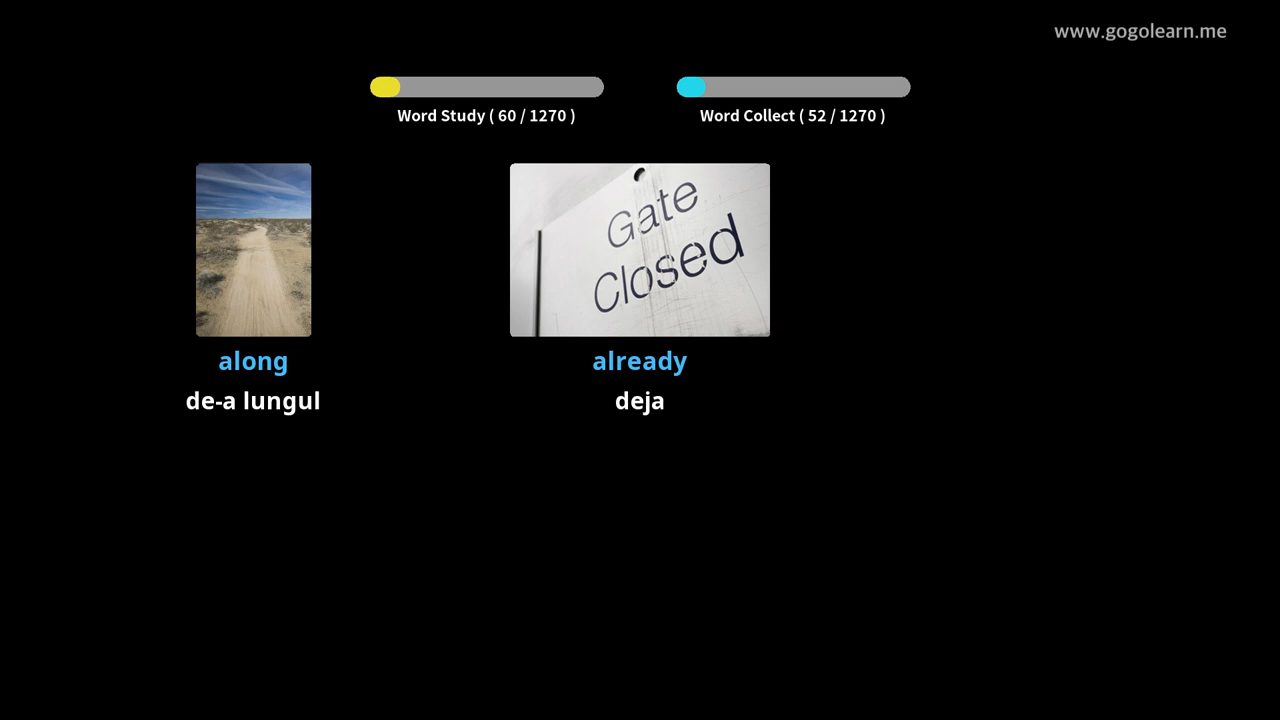 www.gogolearn.me
Word Study ( 60 / 1270 )
Word Collect ( 52 / 1270 )
Gate
Closed
along
already
de-a lungul
deja